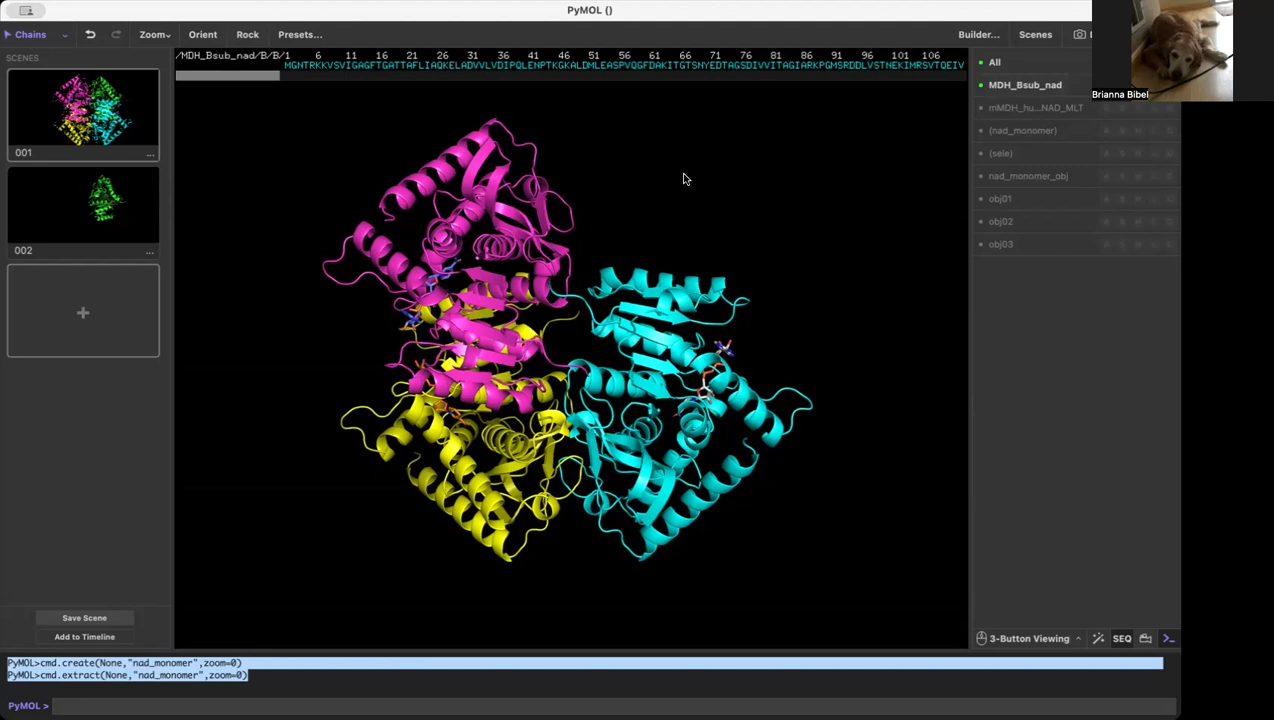 PyMOL ()
Chains
Zoom
Orient
Rock
Presets...
Builder...
Scenes
SCENES
001
...
002
...
+
Save Scene
Add to Timeline
/MDH_Bsub_nad/B/B/1 6 11 16 21 26 31 36 41 46 51 56 61 66 71 76 81 86 91 96 101 106
MGNTRKKVSVIGAGFTGATTAFLIAQKELADVVLVDIPQLENPTKGKALDMLEASPVQGFDAKITGTSNYEDTAGSDIVVITAGIARKPGMSRDDLVSTNEKIMRSVTQEIV
Brianna Bibel
All
MDH_Bsub_nad
mMDH_hu...NAD_MLT
(nad_monomer)
(sele)
nad_monomer_obj
obj01
obj02
obj03
3-Button Viewing
SEQ
PyMOL>cmd.create(None,"nad_monomer",zoom=0)
PyMOL>cmd.extract(None,"nad_monomer",zoom=0)
PyMOL >